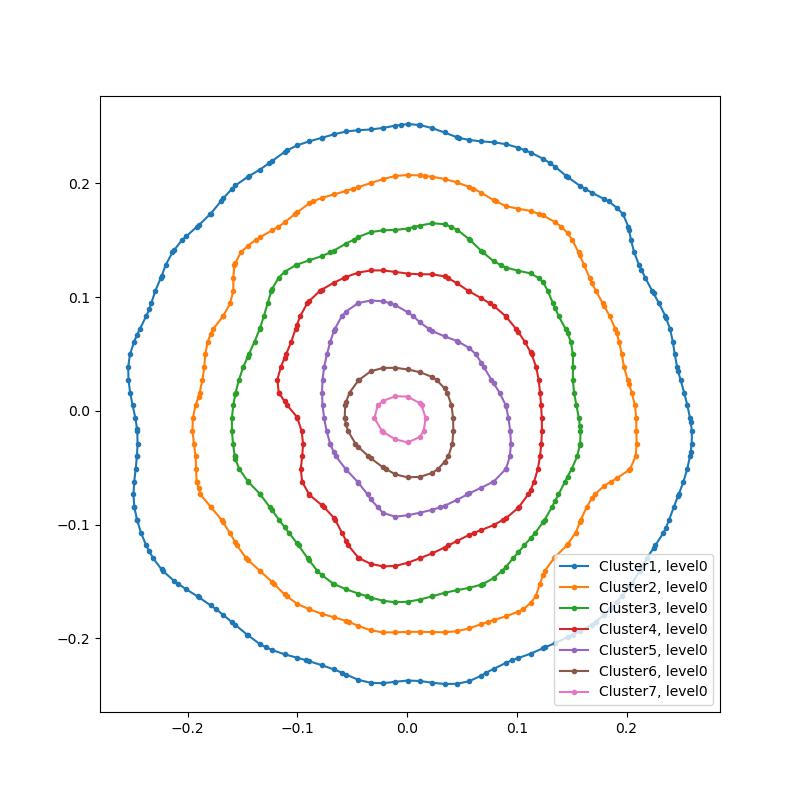 0.2
0.1
0.0
−0.1
−0.2
−0.2
−0.1
0.0
0.1
0.2
Cluster1, level0
Cluster2, level0
Cluster3, level0
Cluster4, level0
Cluster5, level0
Cluster6, level0
Cluster7, level0